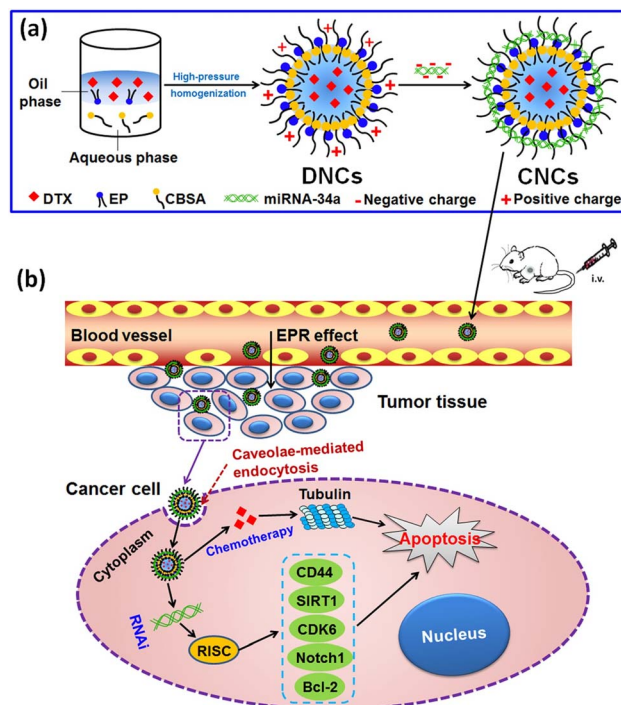 (a)
Oil
phase
High-pressure
homogenization
Aqueous phase
DNCs
CNCs
DTX
EP
CBSA
miRNA-34a
Negative charge
Positive charge
i.v.
(b)
Blood vessel
EPR effect
Tumor tissue
Caveolae-mediated
endocytosis
Cancer cell
Cytoplasm
Chemotherapy
Tubulin
Apoptosis
RNAi
RISC
CD44
SIRT1
CDK6
Notch1
Bcl-2
Nucleus